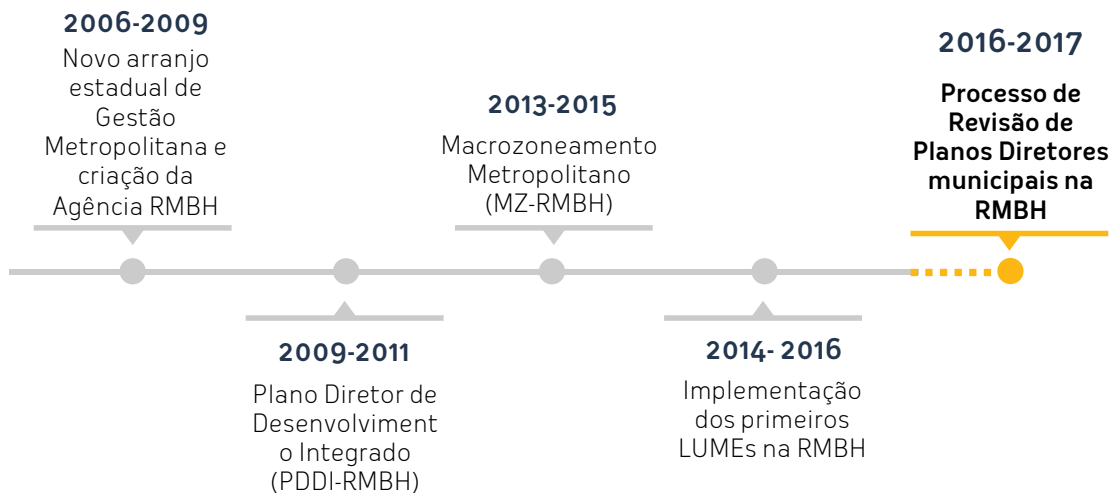 2006-2009
Novo arranjo
estadual de
Gestão
Metropolitana e
criação da
Agência RMBH
2009-2011
Plano Diretor de
Desenvolviment
o Integrado
(PDDI-RMBH)
2013-2015
Macrozoneamento
Metropolitano
(MZ-RMBH)
2014- 2016
Implementação
dos primeiros
LUMEs na RMBH
2016-2017
Processo de
Revisão de
Planos Diretores
municipais na
RMBH